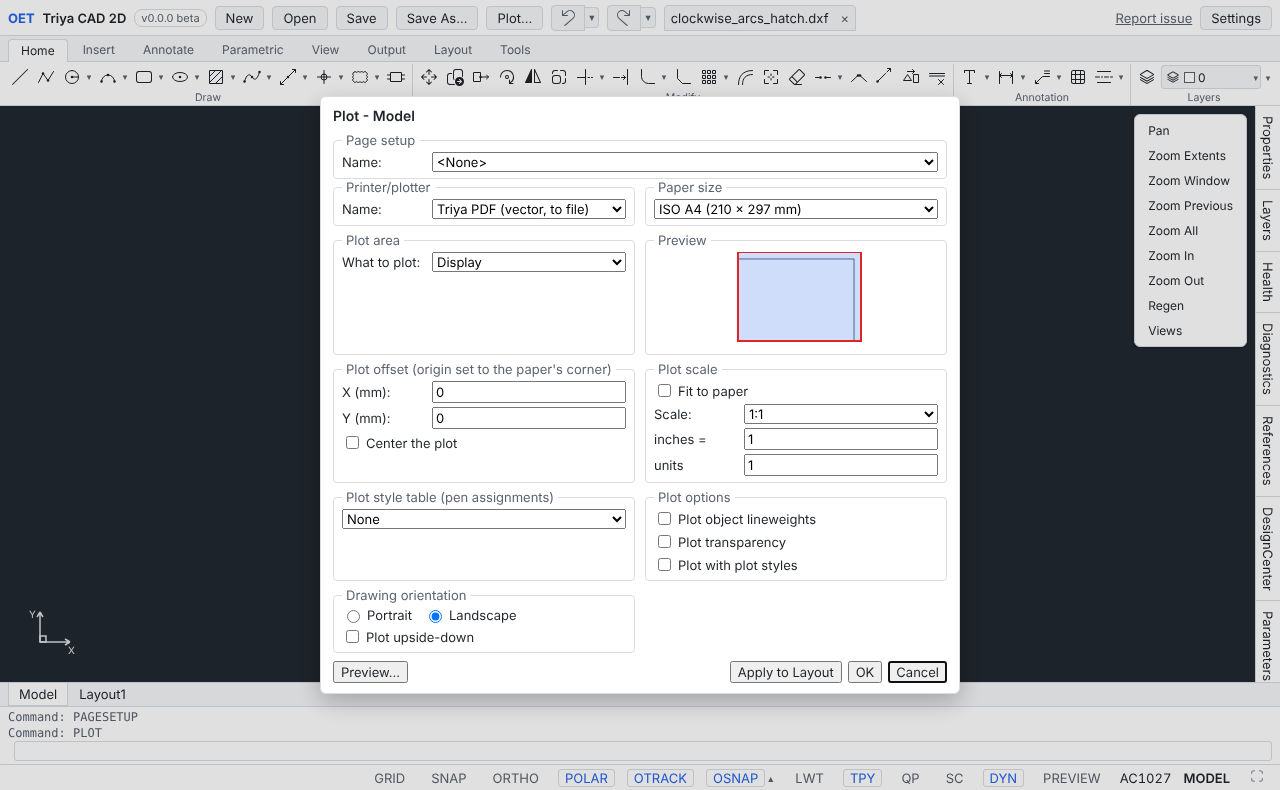 OET Triya CAD 2D v0.0.0 beta New Open Save Save As... Plot... clockwise_arcs_hatch.dxf × Report issue Settings
Home Insert Annotate Parametric View Output Layout Tools
0
Draw Annotation Layers
Plot - Model
Page setup
Name: <None>
Printer/plotter
Name: Triya PDF (vector, to file)
Paper size
ISO A4 (210 × 297 mm)
Plot area
What to plot: Display
Preview
Plot offset (origin set to the paper's corner)
X (mm): 0
Y (mm): 0
Center the plot
Plot scale
Fit to paper
Scale: 1:1
inches = 1
units 1
Plot style table (pen assignments)
None
Plot options
Plot object lineweights
Plot transparency
Plot with plot styles
Drawing orientation
Portrait Landscape
Plot upside-down
Preview... Apply to Layout OK Cancel
Pan
Zoom Extents
Zoom Window
Zoom Previous
Zoom All
Zoom In
Zoom Out
Regen
Views
Properties
Layers
Health
Diagnostics
References
DesignCenter
Parameters
Y
X
Model Layout1
Command: PAGESETUP
Command: PLOT
GRID SNAP ORTHO POLAR OTRACK OSNAP LWT TPY QP SC DYN PREVIEW AC1027 MODEL